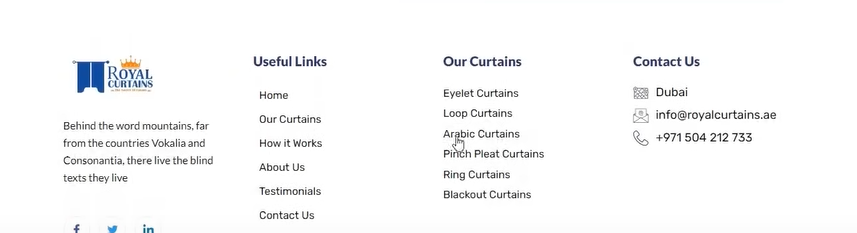 ROYAL
CURTAINS
Behind the word mountains, far
from the countries Vokalia and
Consonantia, there live the blind
texts they live
Useful Links
Home
Our Curtains
How it Works
About Us
Testimonials
Contact Us
Our Curtains
Eyelet Curtains
Loop Curtains
Arabic Curtains
Pinch Pleat Curtains
Ring Curtains
Blackout Curtains
Contact Us
Dubai
info@royalcurtains.ae
+971 504 212 733